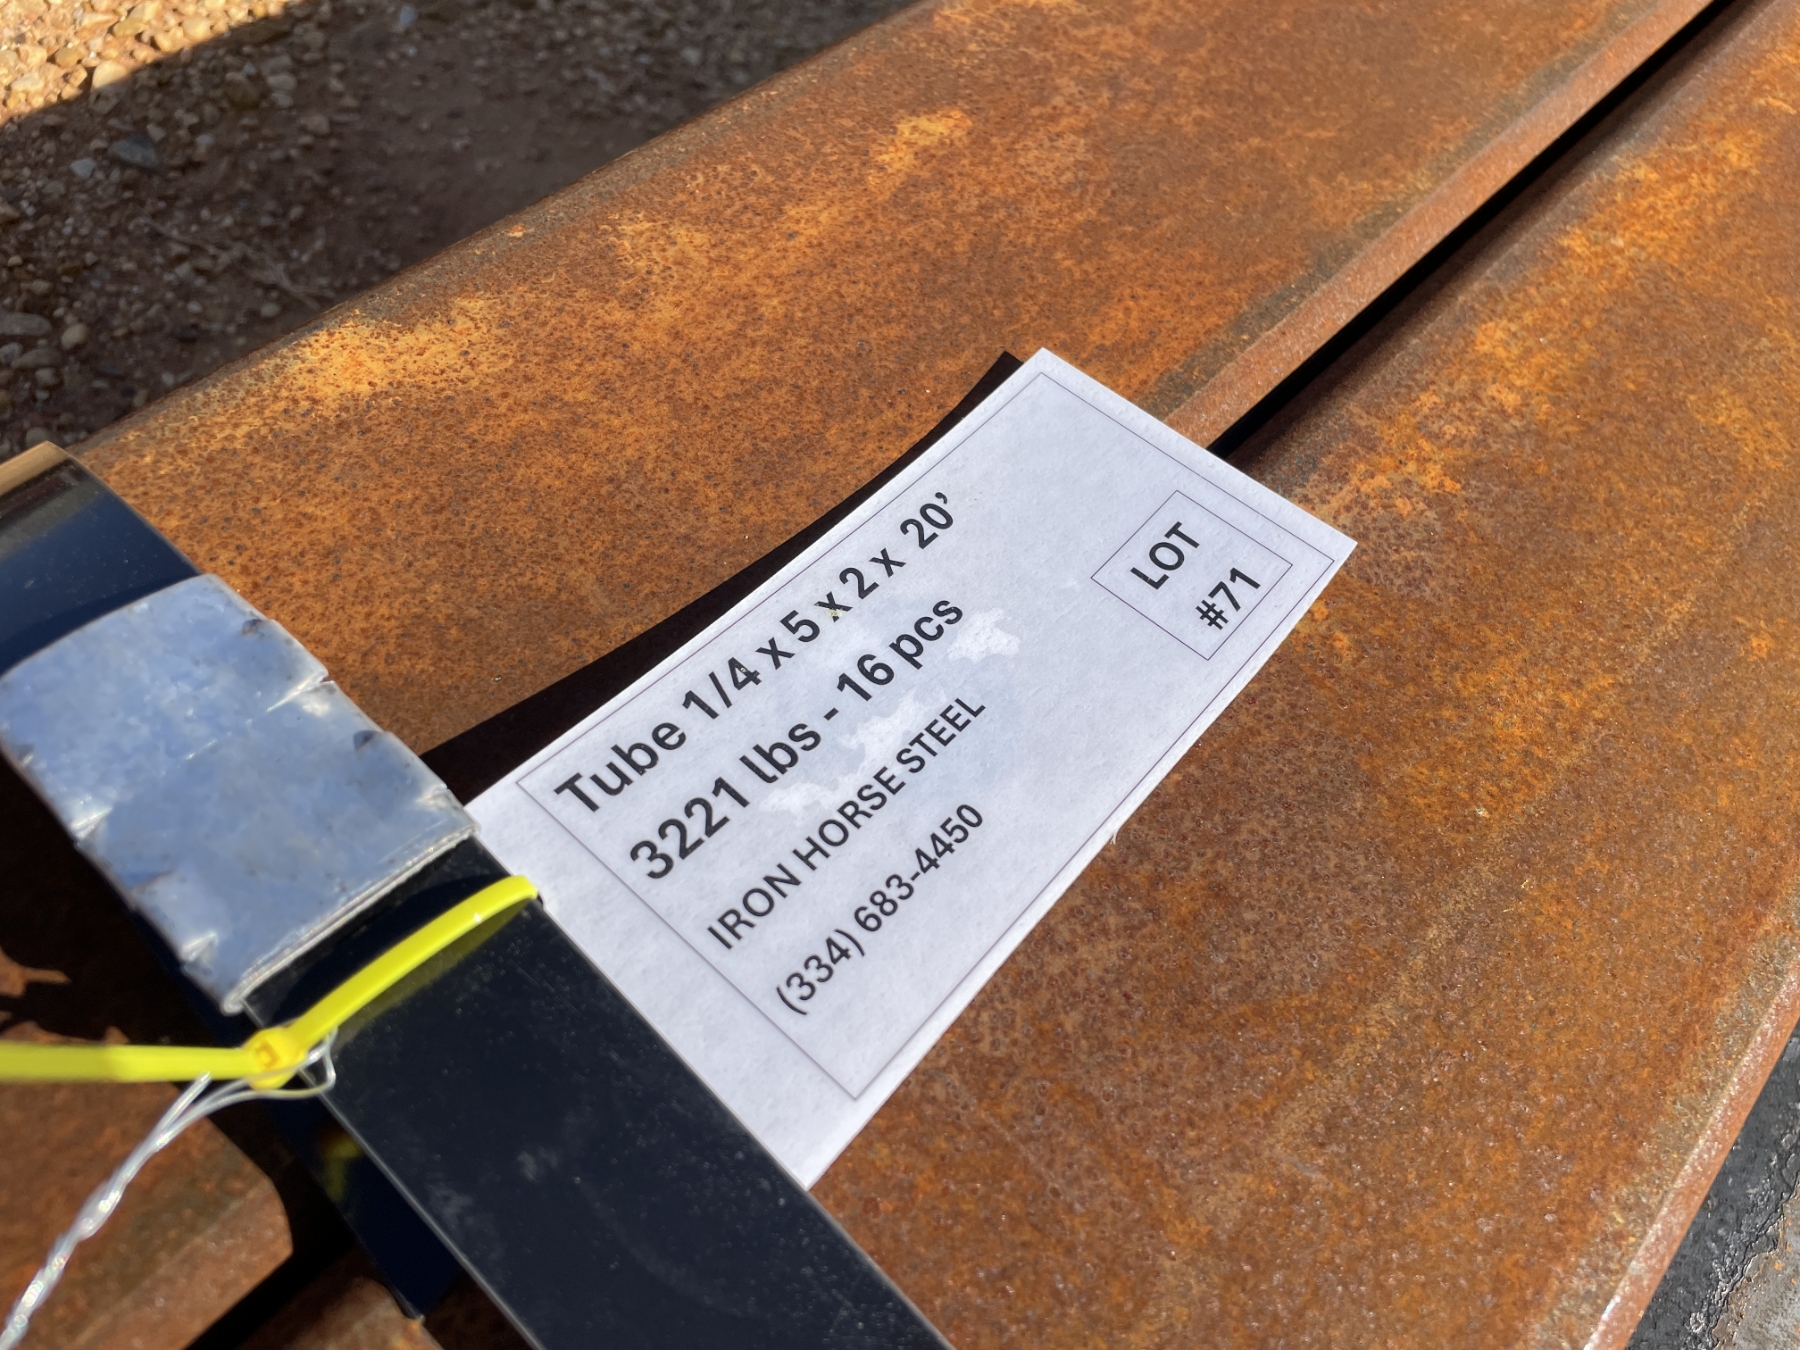 Tube 1/4 x 5 x 2 x 20'
3221 lbs - 16 pcs
IRON HORSE STEEL
(334) 683-4450
LOT
#71